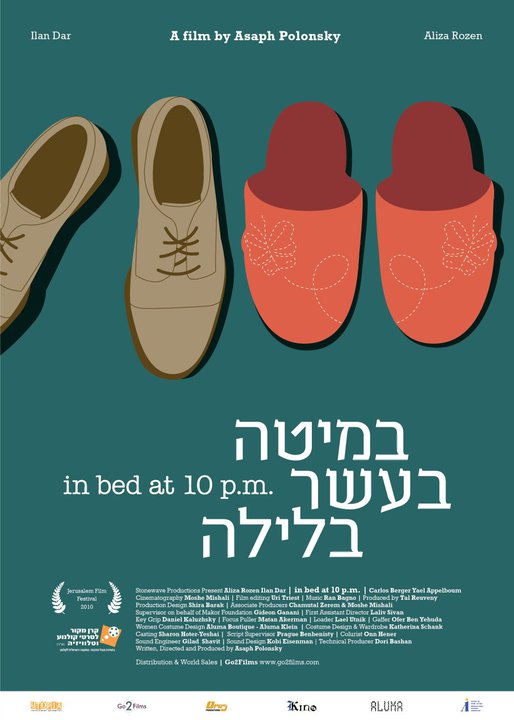 Ilan Dar
A film by Asaph Polonsky
Aliza Rozen
במיטה
in bed at 10 p.m. בעשר
בלילה
Jerusalem Film
Festival
2010
קרן מקור
לסרטי קולנוע
וטלוויזיה
Stonewave Productions Present Aliza Rozen Ilan Dar | in bed at 10 p.m. | Carlos Berger Yael Appelboum
Cinematography Moshe Mishali | Film editing Uri Triest | Music Ran Bagno | Produced by Tal Reuveny
Production Design Shira Barak | Associate Producers Chamutal Zerem & Moshe Mishali
Supervisor on behalf of Makor Foundation Gideon Ganani | First Assistant Director Laliv Sivan
Key Grip Daniel Kaluzhsky | Focus Puller Matan Akerman | Loader Lael Utnik | Gaffer Ofer Ben Yehuda
Women Costume Design Aluma Boutique - Aluma Klein | Costume Design & Wardrobe Katherina Schank
Casting Sharon Hoter-Yeshai | Script Supervisor Prague Benbenisty | Colurist Onn Hener
Sound Engineer Gilad Shavit | Sound Design Kobi Eisenman | Technical Producer Dori Bashan
Written, Directed and Produced by Asaph Polonsky
Distribution & World Sales | Go2Films www.go2films.com
Go2Films
Kino
ALUMA